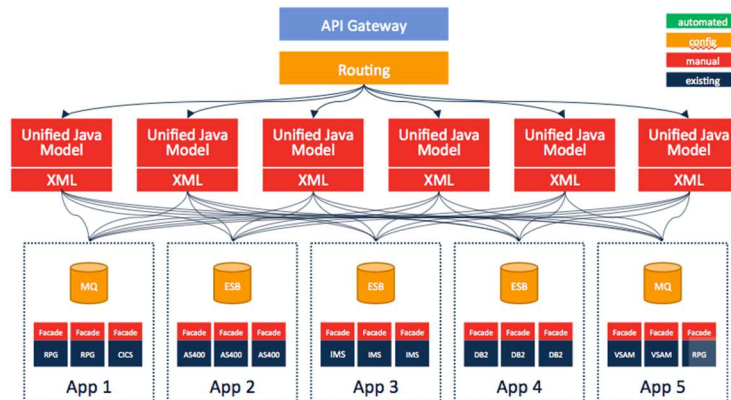 API Gateway
Routing
automated
config
manual
existing
Unified Java Model
XML
Unified Java Model
XML
Unified Java Model
XML
Unified Java Model
XML
Unified Java Model
XML
Unified Java Model
XML
MQ
ESB
ESB
ESB
MQ
Facade Facade Facade
RPG RPG CICS
App 1
Facade Facade Facade
AS400 AS400 AS400
App 2
Facade Facade Facade
IMS IMS IMS
App 3
Facade Facade Facade
DB2 DB2 DB2
App 4
Facade Facade Facade
VSAM VSAM RPG
App 5